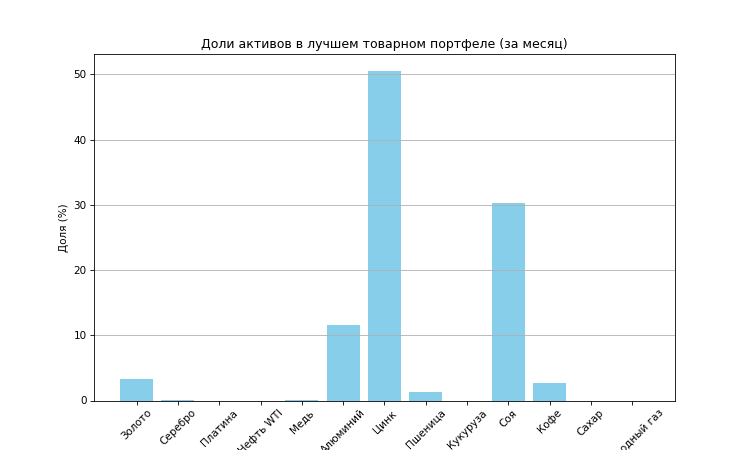 Доли активов в лучшем товарном портфеле (за месяц)
Доля (%)
50
40
30
20
10
0
Золото
Серебро
Платина
Нефть WTI
Медь
Алюминий
Цинк
Пшеница
Кукуруза
Соя
Кофе
Сахар
одный газ